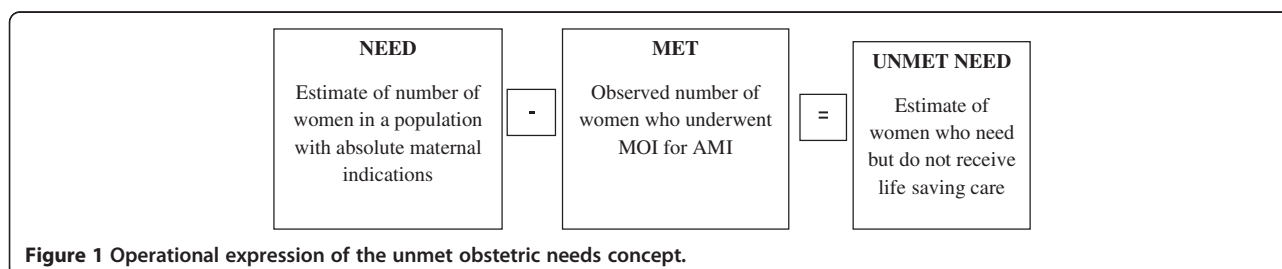 NEED
Estimate of number of
women in a population
with absolute maternal
indications
-
MET
Observed number of
women who underwent
MOI for AMI
=
UNMET NEED
Estimate of
women who need
but do not receive
life saving care
Figure 1 Operational expression of the unmet obstetric needs concept.